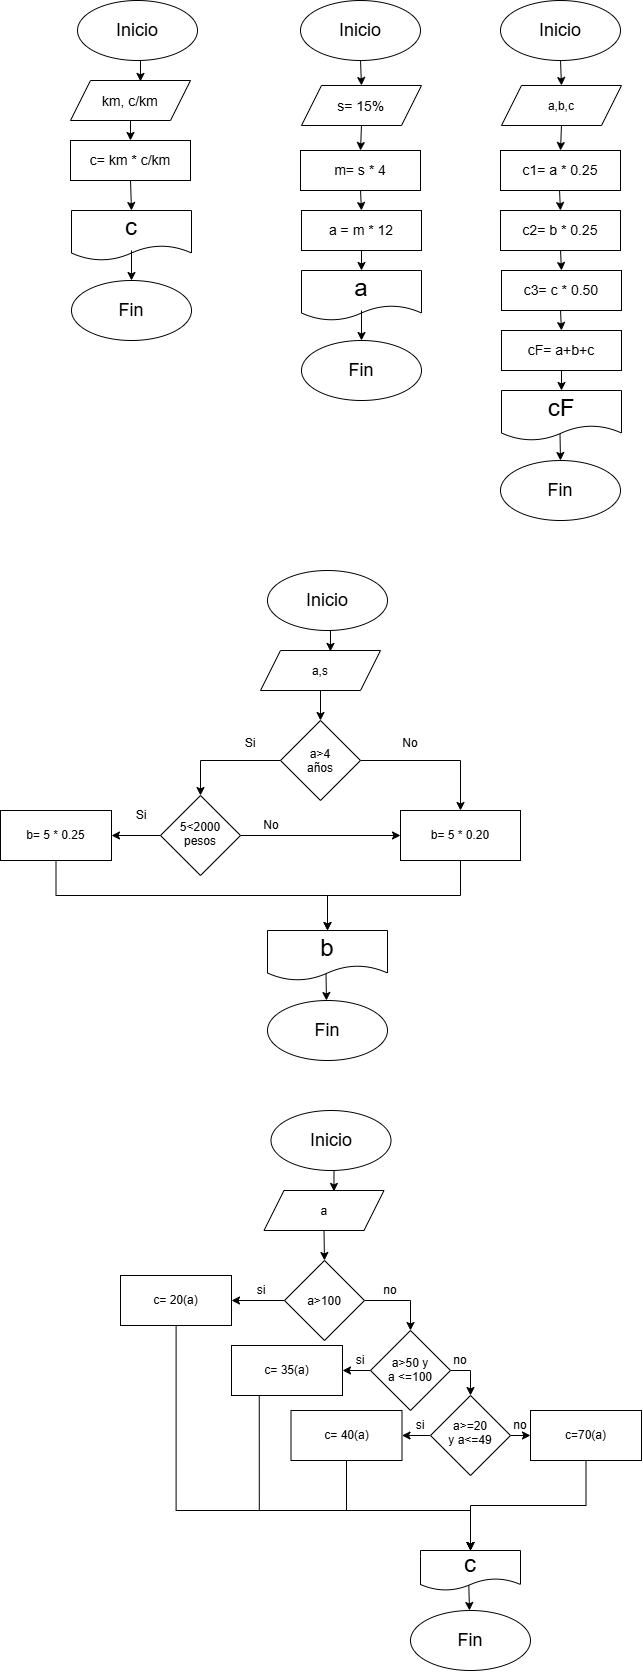 Inicio
km, c/km
c= km * c/km
c
Fin
Inicio
s= 15%
m= s * 4
a = m * 12
a
Fin
Inicio
a,b,c
c1= a * 0.25
c2= b * 0.25
c3= c * 0.50
cF= a+b+c
cF
Fin
Inicio
a,s
a>4
años
Si
No
5<2000
pesos
Si
No
b= 5 * 0.25
b= 5 * 0.20
b
Fin
Inicio
a
a>100
si
no
c= 20(a)
a>50 y
a <=100
si
no
c= 35(a)
a>=20
y a<=49
si
no
c= 40(a)
c=70(a)
c
Fin